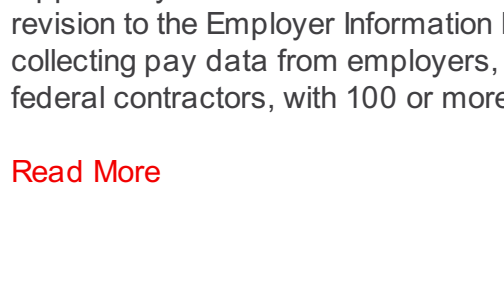 revision to the Employer Information
collecting pay data from employers,
federal contractors, with 100 or more
Read More